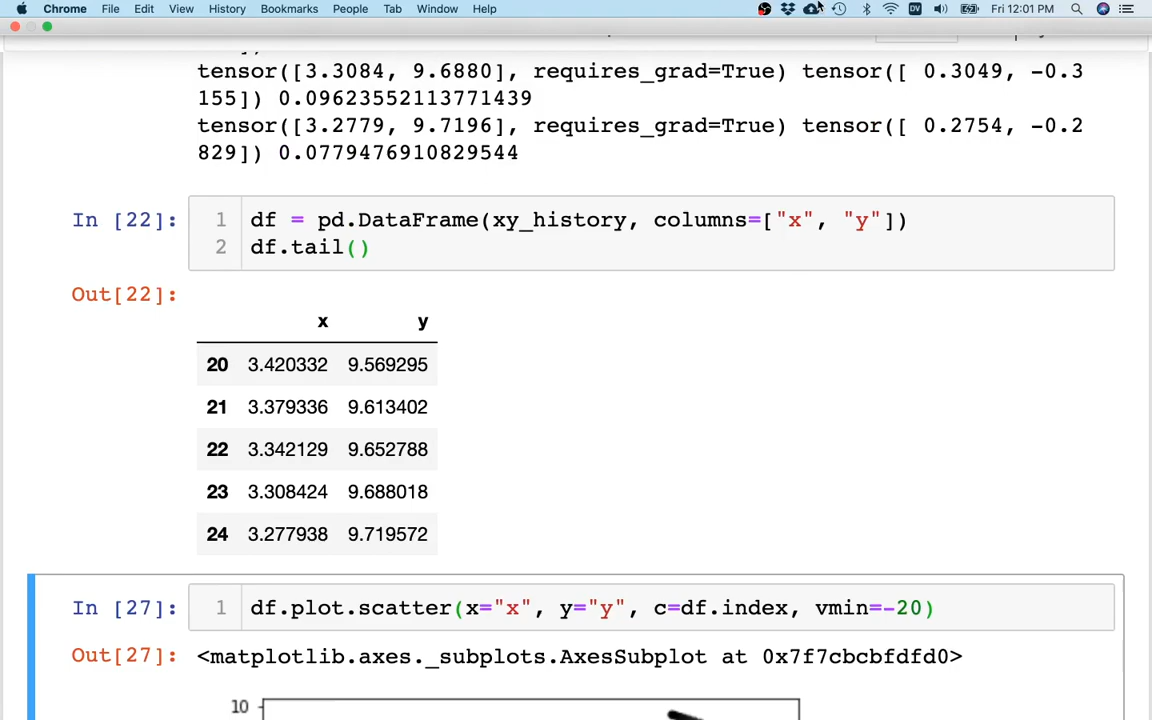 Chrome File Edit View History Bookmarks People Tab Window Help DV Fri 12:01 PM
tensor([3.3084, 9.6880], requires_grad=True) tensor([ 0.3049, -0.3
155]) 0.09623552113771439
tensor([3.2779, 9.7196], requires_grad=True) tensor([ 0.2754, -0.2
829]) 0.0779476910829544
In [22]: 1 df = pd.DataFrame(xy_history, columns=["x", "y"])
2 df.tail()
Out[22]:
x y
20 3.420332 9.569295
21 3.379336 9.613402
22 3.342129 9.652788
23 3.308424 9.688018
24 3.277938 9.719572
In [27]: 1 df.plot.scatter(x="x", y="y", c=df.index, vmin=-20)
Out[27]: <matplotlib.axes._subplots.AxesSubplot at 0x7f7cbcbfdfd0>
10